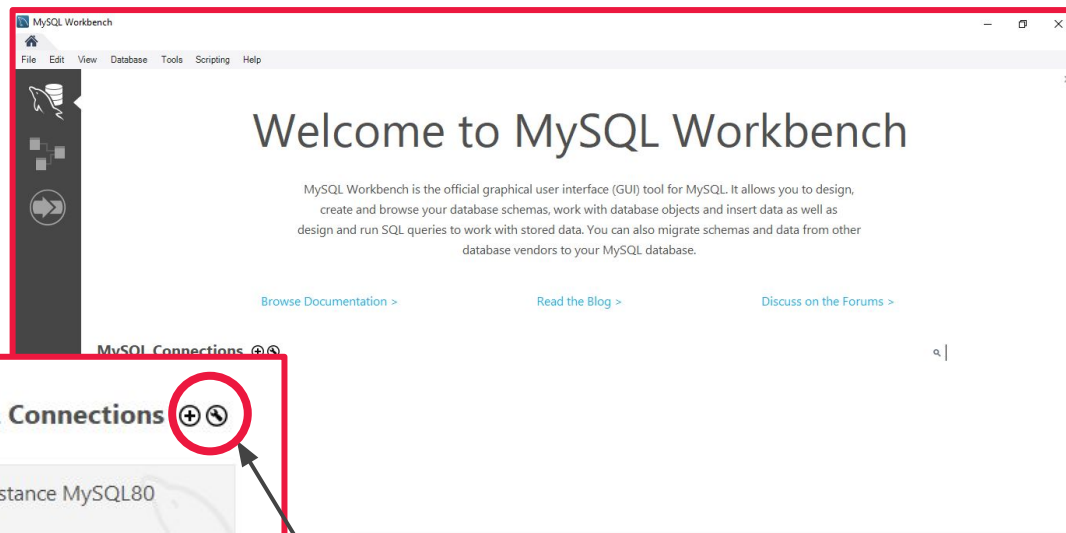 MySQL Workbench
File Edit View Database Tools Scripting Help
Welcome to MySQL Workbench
MySQL Workbench is the official graphical user interface (GUI) tool for MySQL. It allows you to design,
create and browse your database schemas, work with database objects and insert data as well as
design and run SQL queries to work with stored data. You can also migrate schemas and data from other
database vendors to your MySQL database.
Browse Documentation > Read the Blog > Discuss on the Forums >
MySQL Connections
Connections
stance MySQL80